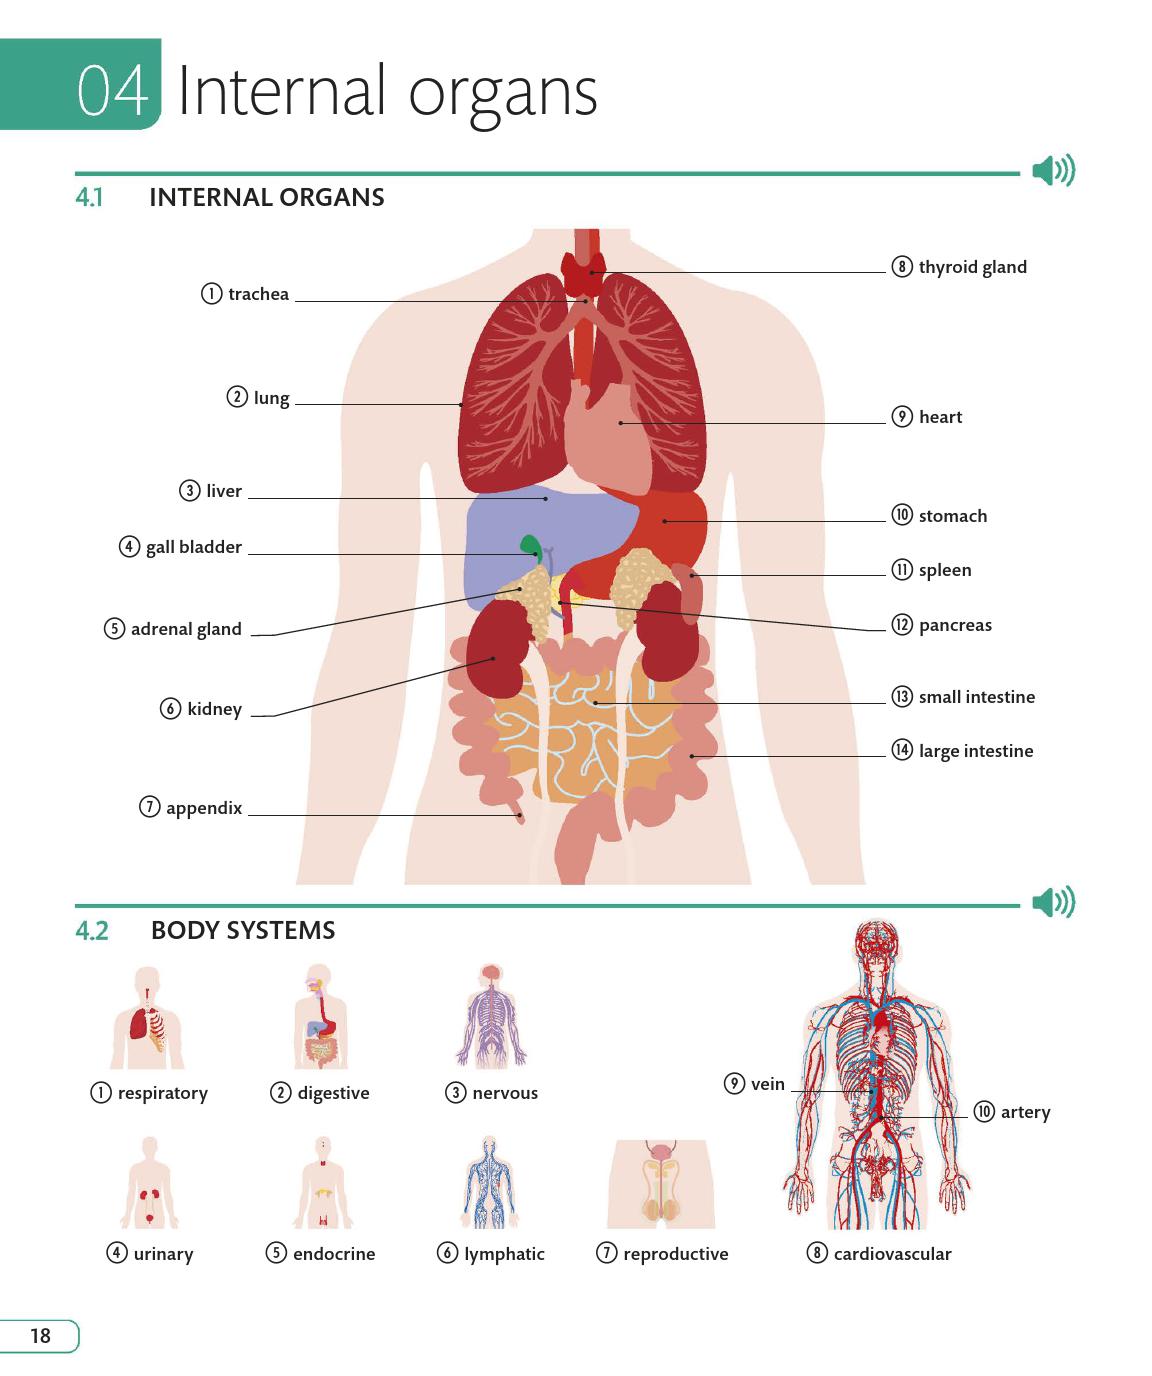 04 Internal organs
4.1 INTERNAL ORGANS
1 trachea
2 lung
3 liver
4 gall bladder
5 adrenal gland
6 kidney
7 appendix
8 thyroid gland
9 heart
10 stomach
11 spleen
12 pancreas
13 small intestine
14 large intestine
4.2 BODY SYSTEMS
1 respiratory
2 digestive
3 nervous
4 urinary
5 endocrine
6 lymphatic
7 reproductive
8 cardiovascular
9 vein
10 artery
18